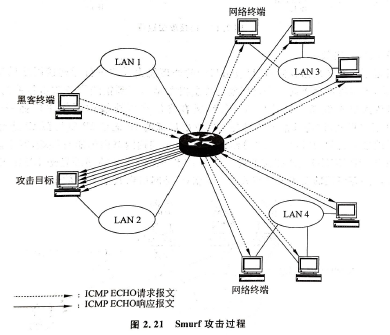 网络终端
LAN 1
LAN 3
黑客终端
攻击目标
LAN 2
LAN 4
网络终端
: ICMP ECHO请求报文
: ICMP ECHO响应报文
图 2.21 Smurf 攻击过程